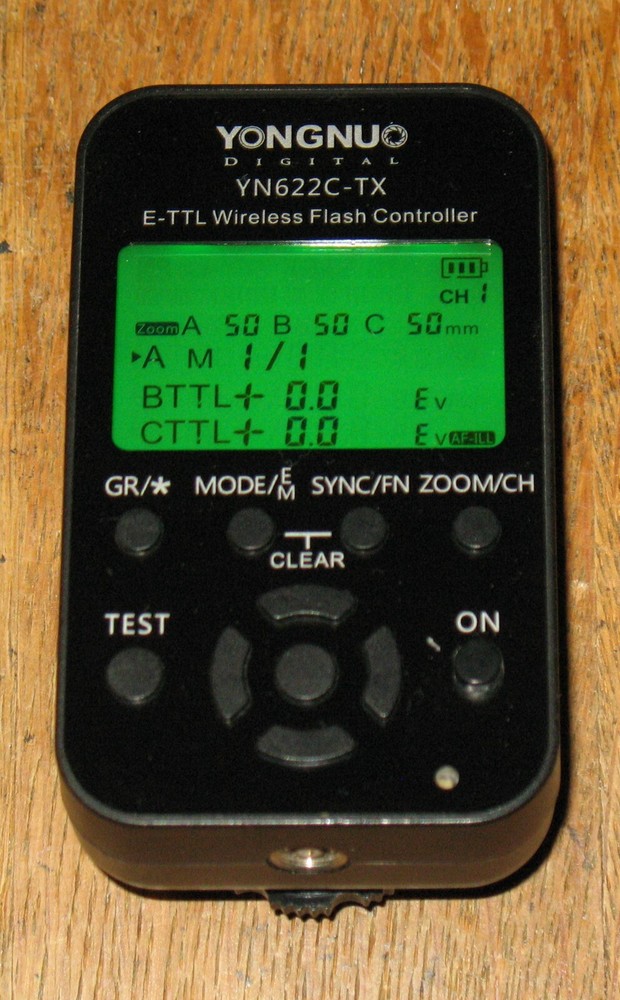 YONGNUO
DIGITAL
YN622C-TX
E-TTL Wireless Flash Controller
CH 1
Zoom A 50 B 50 C 50mm
A M 1/1
BTTL+ 0.0 Ev
CTTL+ 0.0 Ev AF-ILL
GR/* MODE/EM SYNC/FN ZOOM/CH
CLEAR
TEST ON